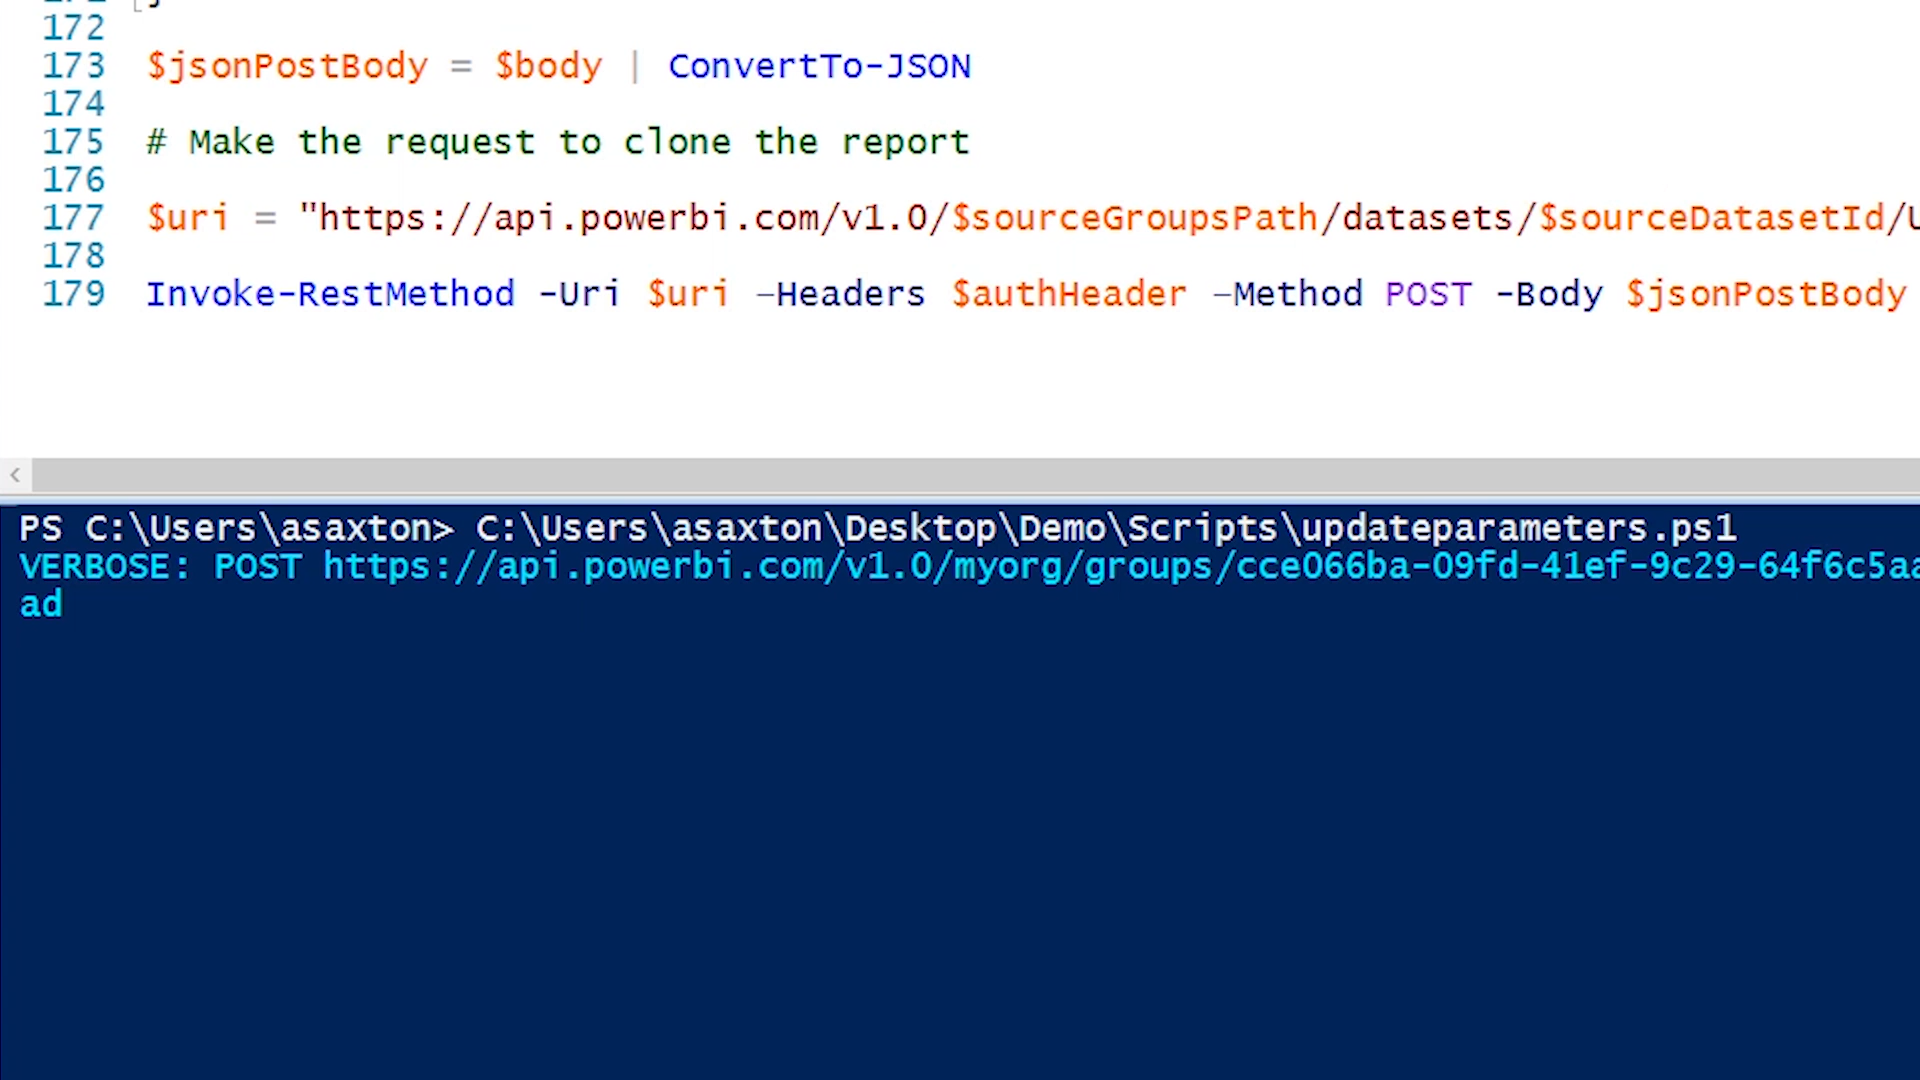 172
173 $jsonPostBody = $body | ConvertTo-JSON
174
175 # Make the request to clone the report
176
177 $uri = "https://api.powerbi.com/v1.0/$sourceGroupsPath/datasets/$sourceDatasetId/U
178
179 Invoke-RestMethod -Uri $uri –Headers $authHeader –Method POST -Body $jsonPostBody
PS C:\Users\asaxton> C:\Users\asaxton\Desktop\Demo\Scripts\updateparameters.ps1
VERBOSE: POST https://api.powerbi.com/v1.0/myorg/groups/cce066ba-09fd-41ef-9c29-64f6c5aa
ad